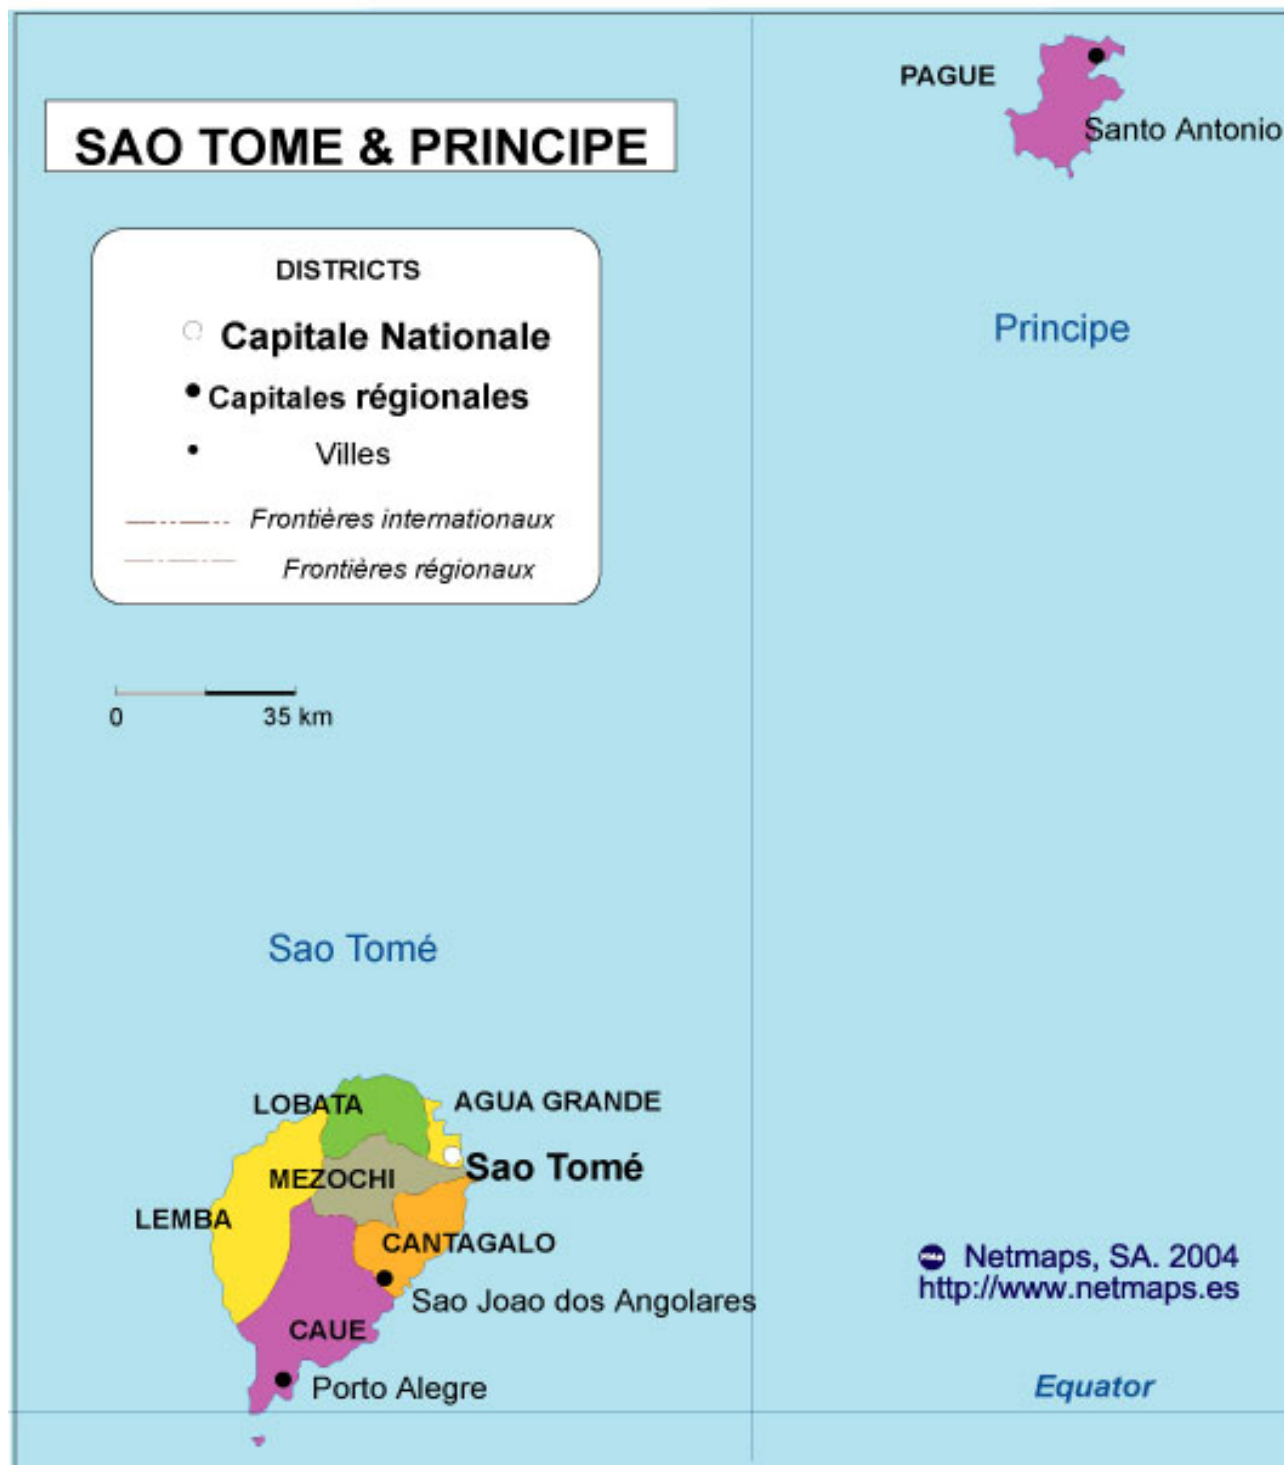 PAGUE
Santo Antonio
SAO TOME & PRINCIPE
DISTRICTS
Capitale Nationale
Capitales régionales
Villes
Frontières internationaux
Frontières régionaux
Principe
0 35 km
Sao Tomé
LOBATA
AGUA GRANDE
MEZOCHI
Sao Tomé
LEMBA
CANTAGALO
Sao Joao dos Angolares
CAUE
Porto Alegre
Netmaps, SA. 2004
http://www.netmaps.es
Equator